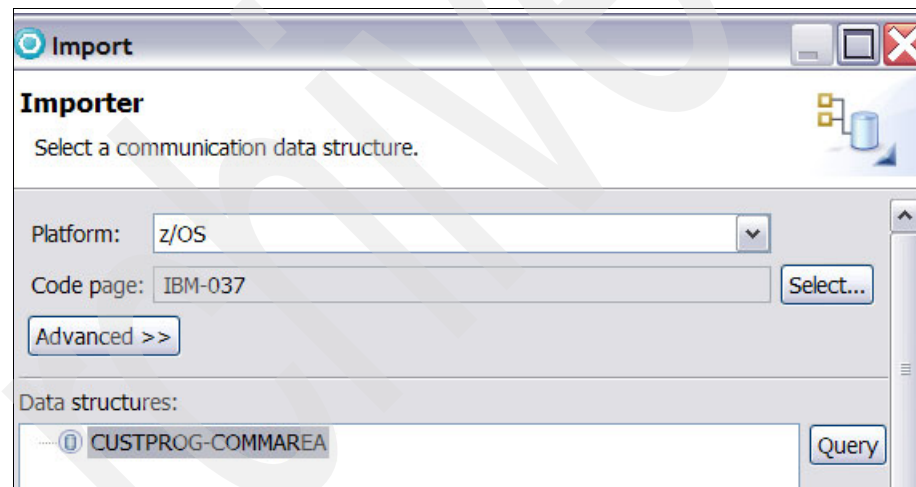 Import
Importer
Select a communication data structure.
Platform: z/OS
Code page: IBM-037 Select...
Advanced >>
Data structures:
CUSTPROG-COMMAREA Query